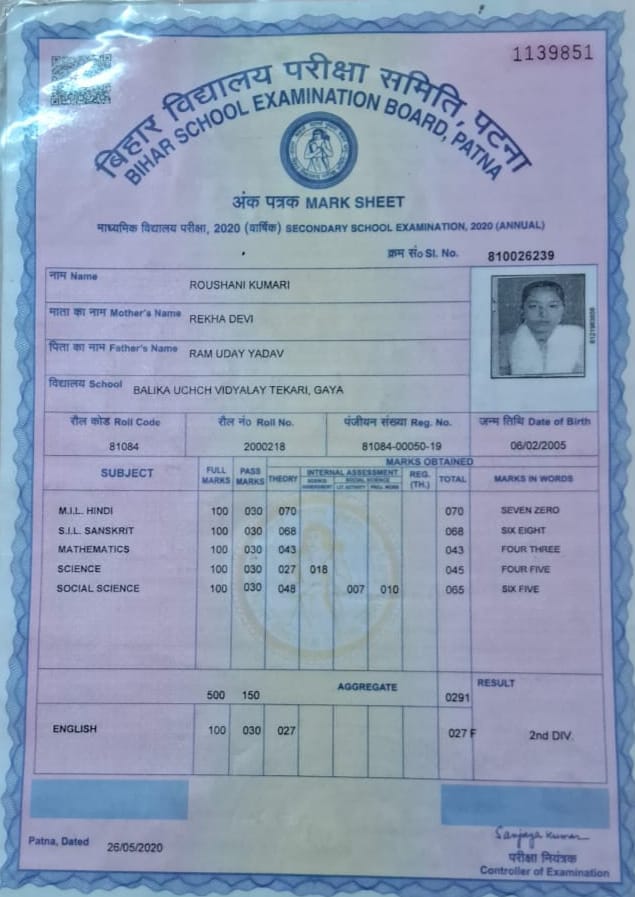 1139851
बिहार विद्यालय परीक्षा समिति, पटना
BIHAR SCHOOL EXAMINATION BOARD, PATNA
अंक पत्रक MARK SHEET
माध्यमिक विद्यालय परीक्षा, 2020 (वार्षिक) SECONDARY SCHOOL EXAMINATION, 2020 (ANNUAL)
क्रम सं० Sl. No. 810026239
नाम Name ROUSHANI KUMARI
माता का नाम Mother's Name REKHA DEVI
पिता का नाम Father's Name RAM UDAY YADAV
विद्यालय School BALIKA UCHCH VIDYALAY TEKARI, GAYA
रौल कोड Roll Code रौल नं० Roll No. पंजीयन संख्या Reg. No. जन्म तिथि Date of Birth
81084 2000218 81084-00050-19 06/02/2005
MARKS OBTAINED
SUBJECT FULL MARKS PASS MARKS THEORY INTERNAL ASSESSMENT REG. (TH.) TOTAL MARKS IN WORDS
SOCIAL SCIENCE
LIT. ACTIVITY PROJ. WORK
M.I.L. HINDI 100 030 070 070 SEVEN ZERO
S.I.L. SANSKRIT 100 030 068 068 SIX EIGHT
MATHEMATICS 100 030 043 043 FOUR THREE
SCIENCE 100 030 027 018 045 FOUR FIVE
SOCIAL SCIENCE 100 030 048 007 010 065 SIX FIVE
500 150 AGGREGATE 0291 RESULT
ENGLISH 100 030 027 027 F 2nd DIV.
Patna, Dated 26/05/2020
Sanjaya Kumar
परीक्षा नियंत्रक
Controller of Examination